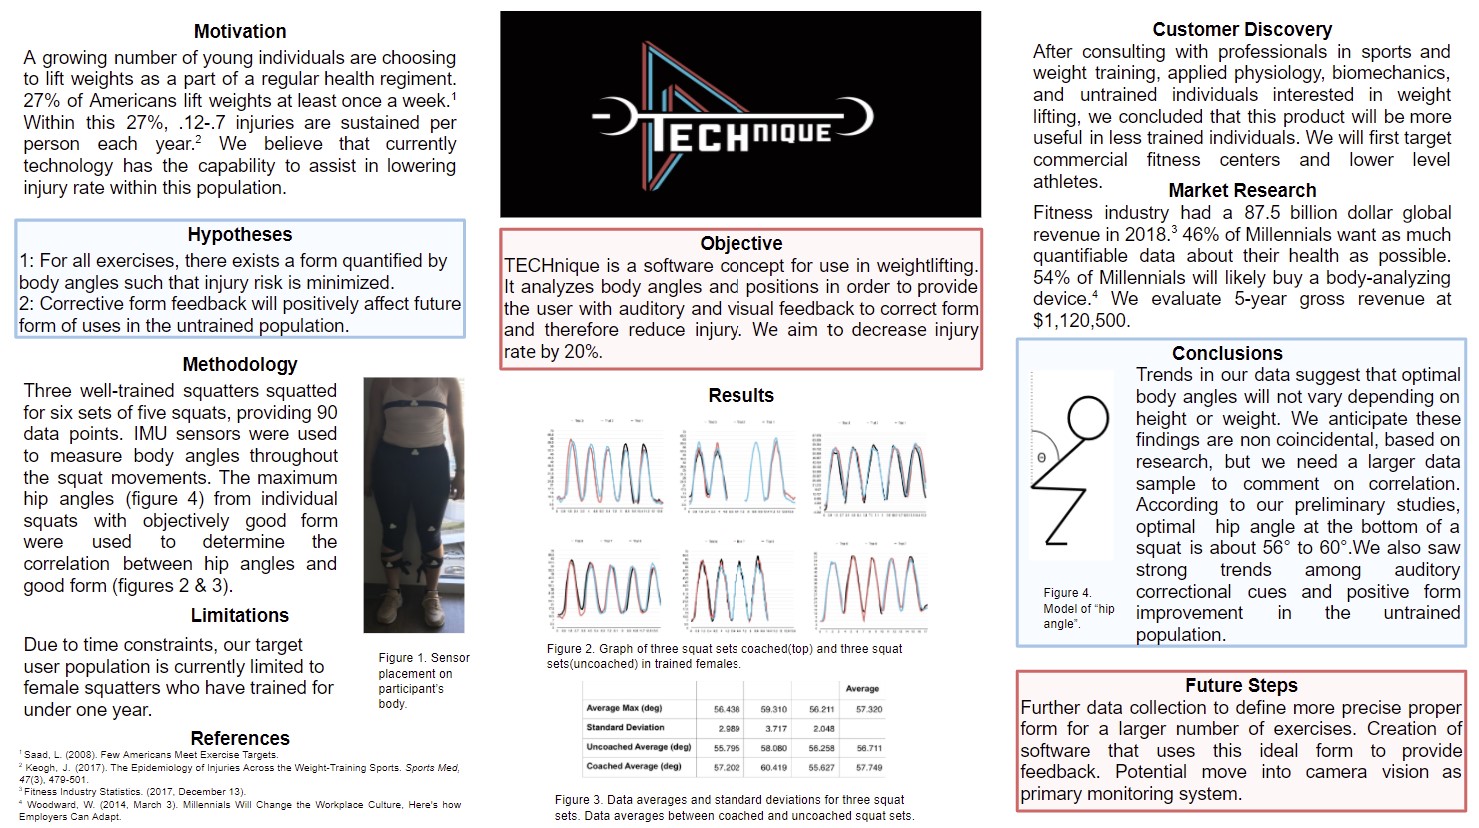 Motivation
A growing number of young individuals are choosing
to lift weights as a part of a regular health regiment.
27% of Americans lift weights at least once a week.¹
Within this 27%, .12-.7 injuries are sustained per
person each year.² We believe that currently
technology has the capability to assist in lowering
injury rate within this population.
Hypotheses
1: For all exercises, there exists a form quantified by
body angles such that injury risk is minimized.
2: Corrective form feedback will positively affect future
form of uses in the untrained population.
Methodology
Three well-trained squatters squatted
for six sets of five squats, providing 90
data points. IMU sensors were used
to measure body angles throughout
the squat movements. The maximum
hip angles (figure 4) from individual
squats with objectively good form
were used to determine the
correlation between hip angles and
good form (figures 2 & 3).
Limitations
Due to time constraints, our target
user population is currently limited to
female squatters who have trained for
under one year.
Figure 1. Sensor
placement on
participant's
body.
References
¹ Saad, L. (2008). Few Americans Meet Exercise Targets.
² Keogh, J. (2017). The Epidemiology of Injuries Across the Weight-Training Sports. Sports Med,
47(3), 479-501.
³ Fitness Industry Statistics. (2017, December 13).
⁴ Woodward, W. (2014, March 3). Millennials Will Change the Workplace Culture, Here's how
Employers Can Adapt.
TECHNIQUE
Objective
TECHnique is a software concept for use in weightlifting.
It analyzes body angles and positions in order to provide
the user with auditory and visual feedback to correct form
and therefore reduce injury. We aim to decrease injury
rate by 20%.
Results
Figure 2. Graph of three squat sets coached(top) and three squat
sets(uncoached) in trained females.
Average
Average Max (deg) 56.438 59.310 56.211 57.320
Standard Deviation 2.989 3.717 2.048
Uncoached Average (deg) 55.795 58.080 56.258 56.711
Coached Average (deg) 57.202 60.419 55.627 57.749
Figure 3. Data averages and standard deviations for three squat
sets. Data averages between coached and uncoached squat sets.
Customer Discovery
After consulting with professionals in sports and
weight training, applied physiology, biomechanics,
and untrained individuals interested in weight
lifting, we concluded that this product will be more
useful in less trained individuals. We will first target
commercial fitness centers and lower level
athletes.
Market Research
Fitness industry had a 87.5 billion dollar global
revenue in 2018.³ 46% of Millennials want as much
quantifiable data about their health as possible.
54% of Millennials will likely buy a body-analyzing
device.⁴ We evaluate 5-year gross revenue at
$1,120,500.
Conclusions
Trends in our data suggest that optimal
body angles will not vary depending on
height or weight. We anticipate these
findings are non coincidental, based on
research, but we need a larger data
sample to comment on correlation.
According to our preliminary studies,
optimal hip angle at the bottom of a
squat is about 56° to 60°.We also saw
strong trends among auditory
correctional cues and positive form
improvement in the untrained
population.
Θ
Figure 4.
Model of “hip
angle”.
Future Steps
Further data collection to define more precise proper
form for a larger number of exercises. Creation of
software that uses this ideal form to provide
feedback. Potential move into camera vision as
primary monitoring system.